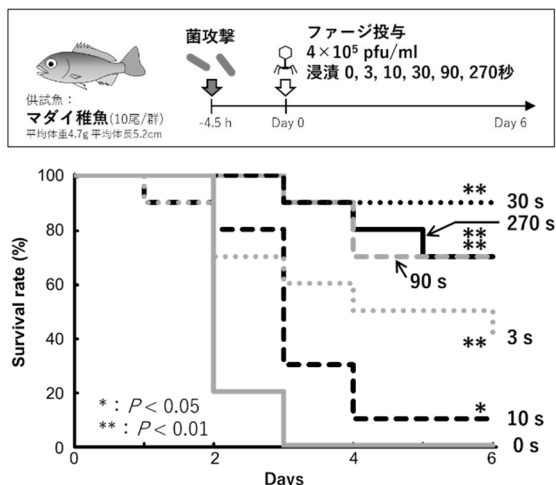 菌攻撃
ファージ投与
4×10⁵ pfu/ml
浸漬 0, 3, 10, 30, 90, 270秒
供試魚：
マダイ稚魚(10尾/群)
平均体重4.7g 平均体長5.2cm
-4.5 h
Day 0
Day 6
Survival rate (%)
100
80
60
40
20
0
**
30 s
270 s
**
**
90 s
3 s
**
*
10 s
0 s
*：P < 0.05
**：P < 0.01
0
2
4
6
Days